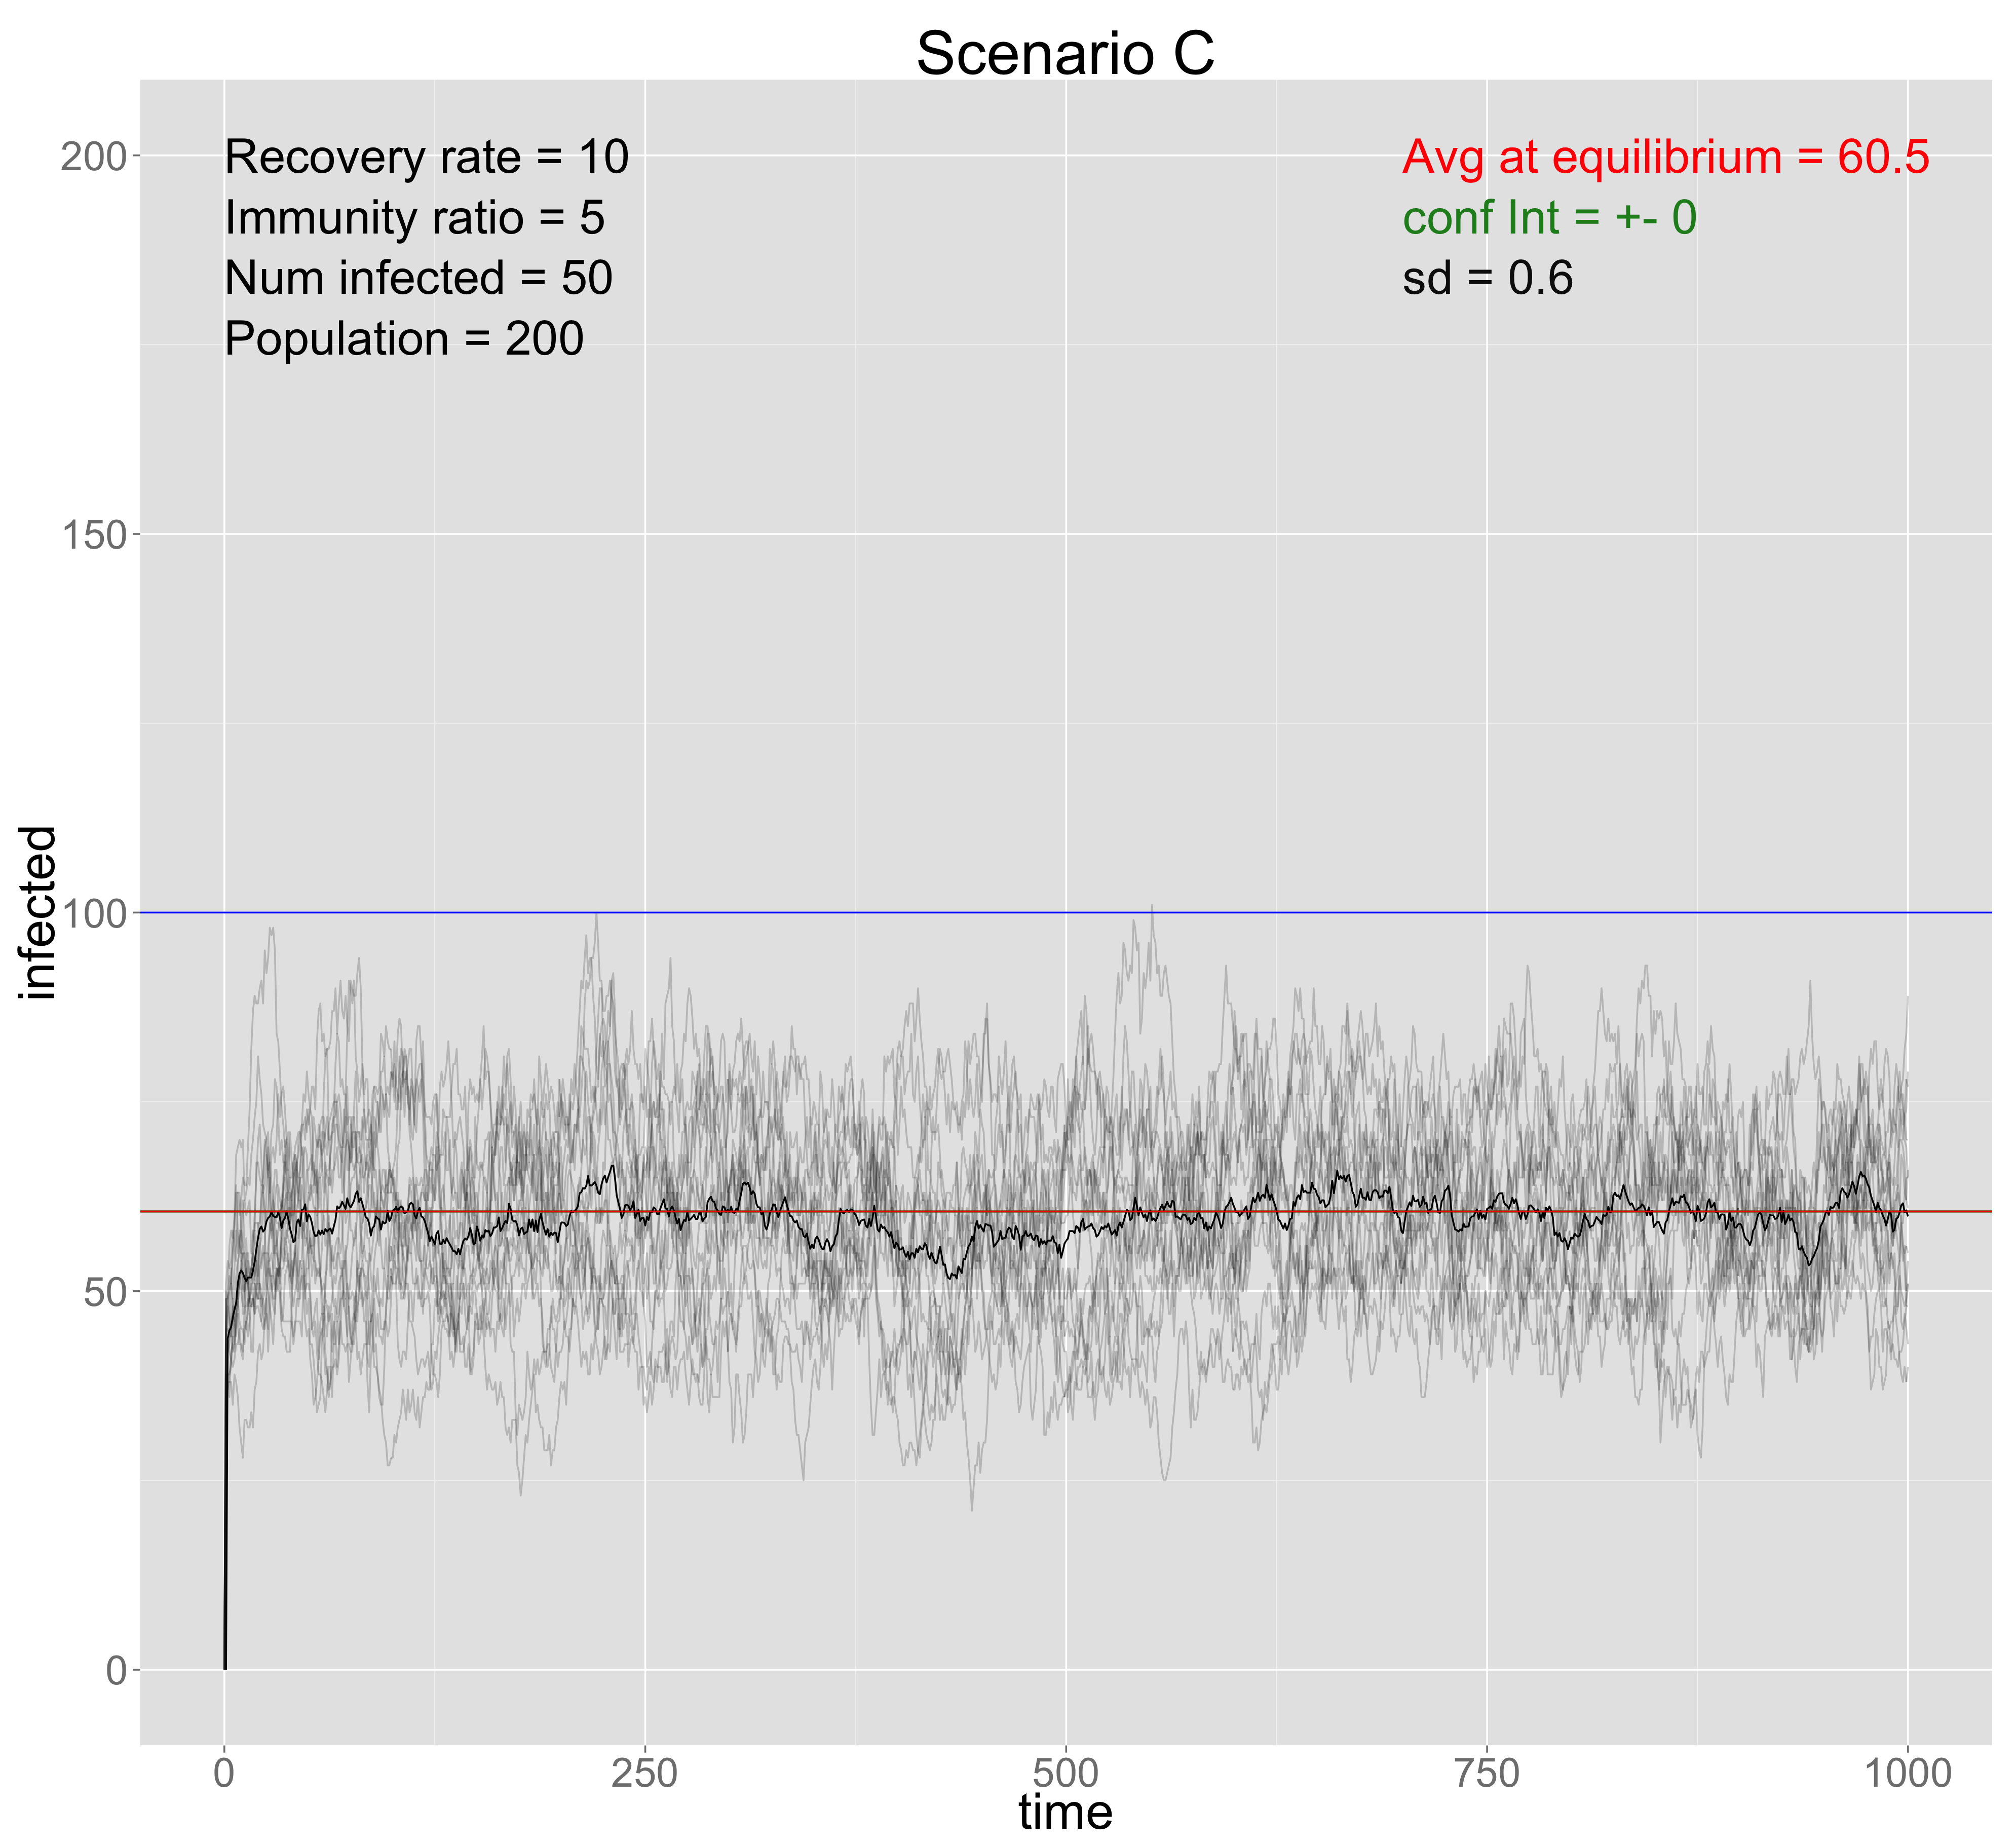 Scenario C
Recovery rate = 10
Immunity ratio = 5
Num infected = 50
Population = 200
Avg at equilibrium = 60.5
conf Int = +- 0
sd = 0.6
infected
200
150
100
50
0
0 250 500 750 1000
time